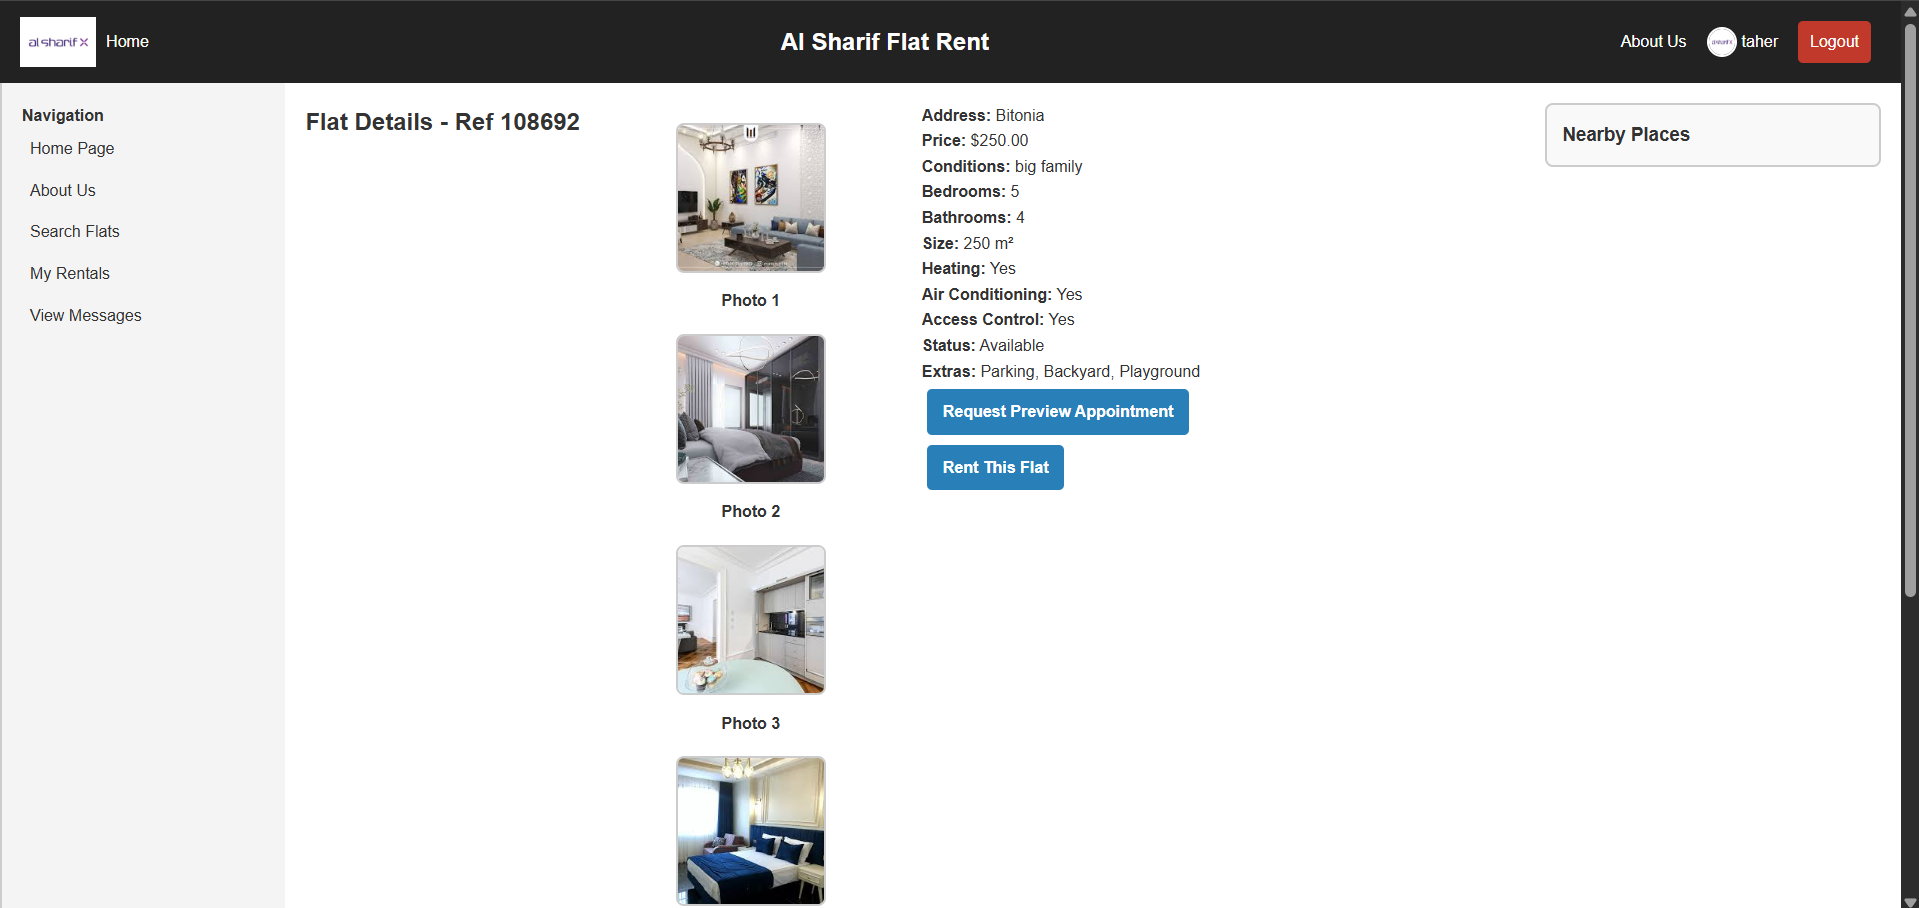 al sharif X
Home
Al Sharif Flat Rent
About Us
taher
Logout
Navigation
Home Page
About Us
Search Flats
My Rentals
View Messages
Flat Details - Ref 108692
Photo 1
Photo 2
Photo 3
Address: Bitonia
Price: $250.00
Conditions: big family
Bedrooms: 5
Bathrooms: 4
Size: 250 m²
Heating: Yes
Air Conditioning: Yes
Access Control: Yes
Status: Available
Extras: Parking, Backyard, Playground
Request Preview Appointment
Rent This Flat
Nearby Places